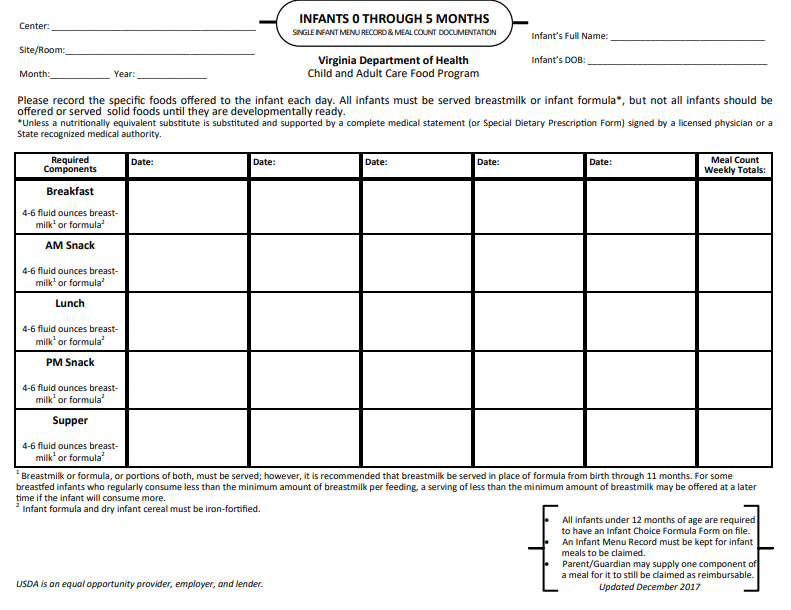 INFANTS 0 THROUGH 5 MONTHS
SINGLE INFANT MENU RECORD & MEAL COUNT DOCUMENTATION
Center: ____________________
Site/Room: ____________________
Month: ____________ Year: ____________
Virginia Department of Health
Child and Adult Care Food Program
Infant's Full Name: ____________________
Infant's DOB: ____________________
Please record the specific foods offered to the infant each day. All infants must be served breastmilk or infant formula*, but not all infants should be
offered or served solid foods until they are developmentally ready.
*Unless a nutritionally equivalent substitute is substituted and supported by a complete medical statement (or Special Dietary Prescription Form) signed by a licensed physician or a
State recognized medical authority.
Required
Components
Date: Date: Date: Date: Date:
Meal Count
Weekly Totals:
Breakfast
4-6 fluid ounces breast-
milk¹ or formula²
AM Snack
4-6 fluid ounces breast-
milk¹ or formula²
Lunch
4-6 fluid ounces breast-
milk¹ or formula²
PM Snack
4-6 fluid ounces breast-
milk¹ or formula²
Supper
4-6 fluid ounces breast-
milk¹ or formula²
¹ Breastmilk or formula, or portions of both, must be served; however, it is recommended that breastmilk be served in place of formula from birth through 11 months. For some
breastfed infants who regularly consume less than the minimum amount of breastmilk per feeding, a serving of less than the minimum amount of breastmilk may be offered at a later
time if the infant will consume more.
² Infant formula and dry infant cereal must be iron-fortified.
• All infants under 12 months of age are required
to have an Infant Choice Formula Form on file.
• An Infant Menu Record must be kept for infant
meals to be claimed.
• Parent/Guardian may supply one component of
a meal for it to still be claimed as reimbursable.
Updated December 2017
USDA is an equal opportunity provider, employer, and lender.